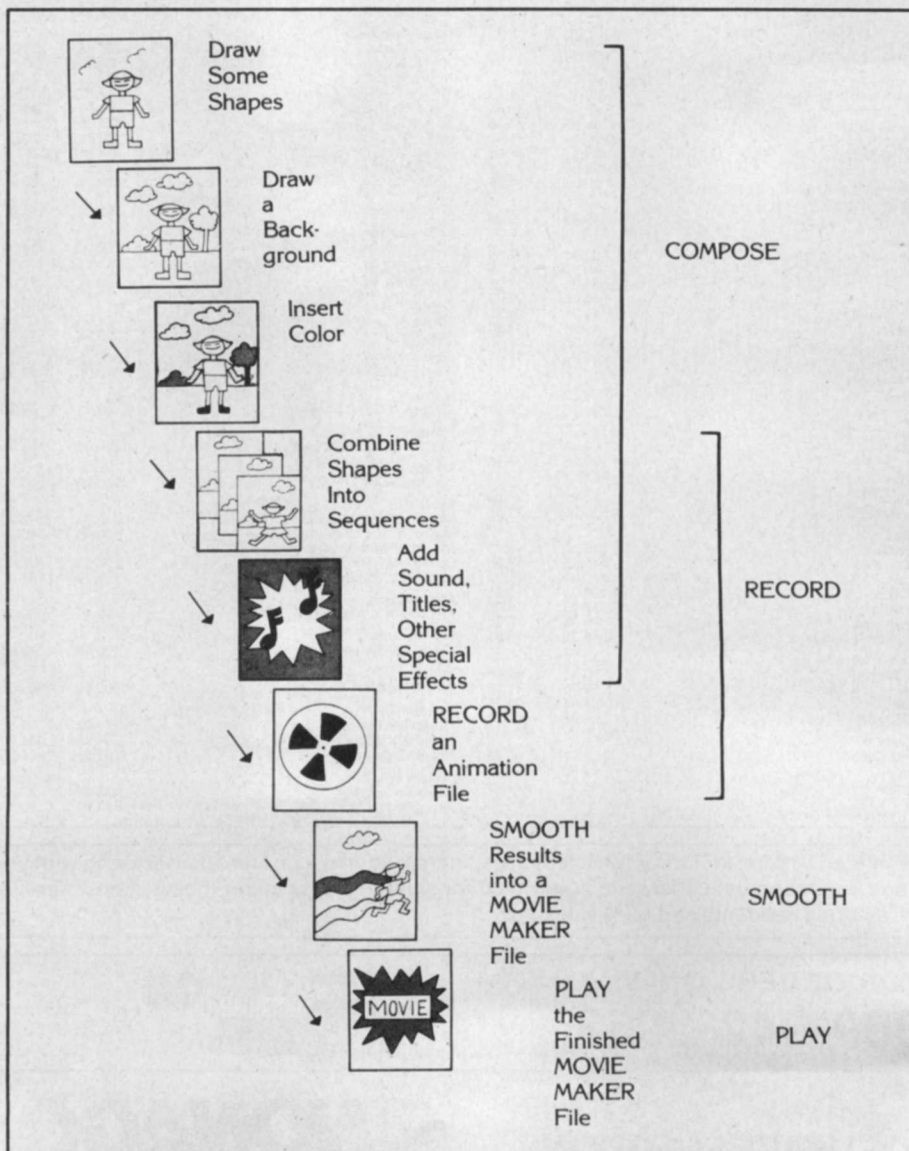 Draw
Some
Shapes
Draw
a
Back-
ground
COMPOSE
Insert
Color
Combine
Shapes
Into
Sequences
Add
Sound,
Titles,
Other
Special
Effects
RECORD
RECORD
an
Animation
File
SMOOTH
Results
into a
MOVIE
MAKER
File
SMOOTH
MOVIE
PLAY
the
Finished
MOVIE
MAKER
File
PLAY